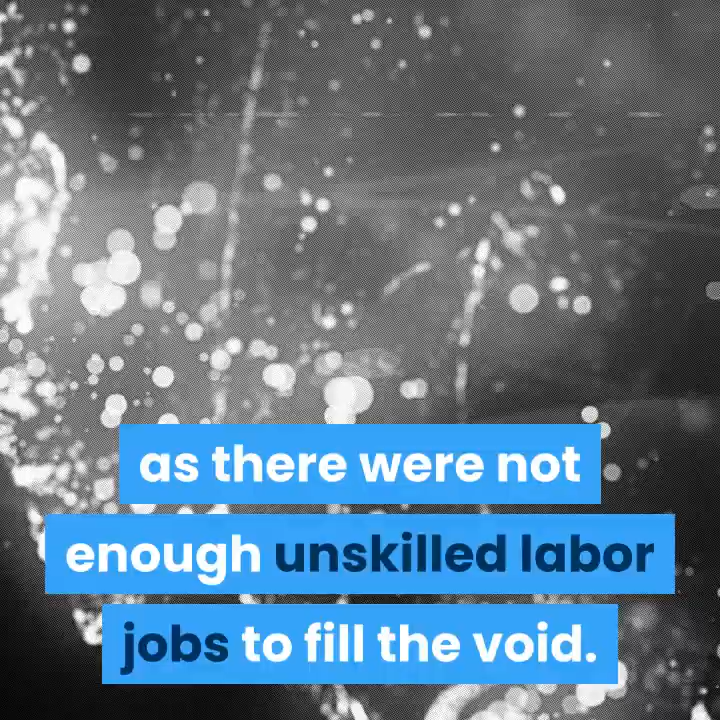 as there were not
enough unskilled labor
jobs to fill the void.